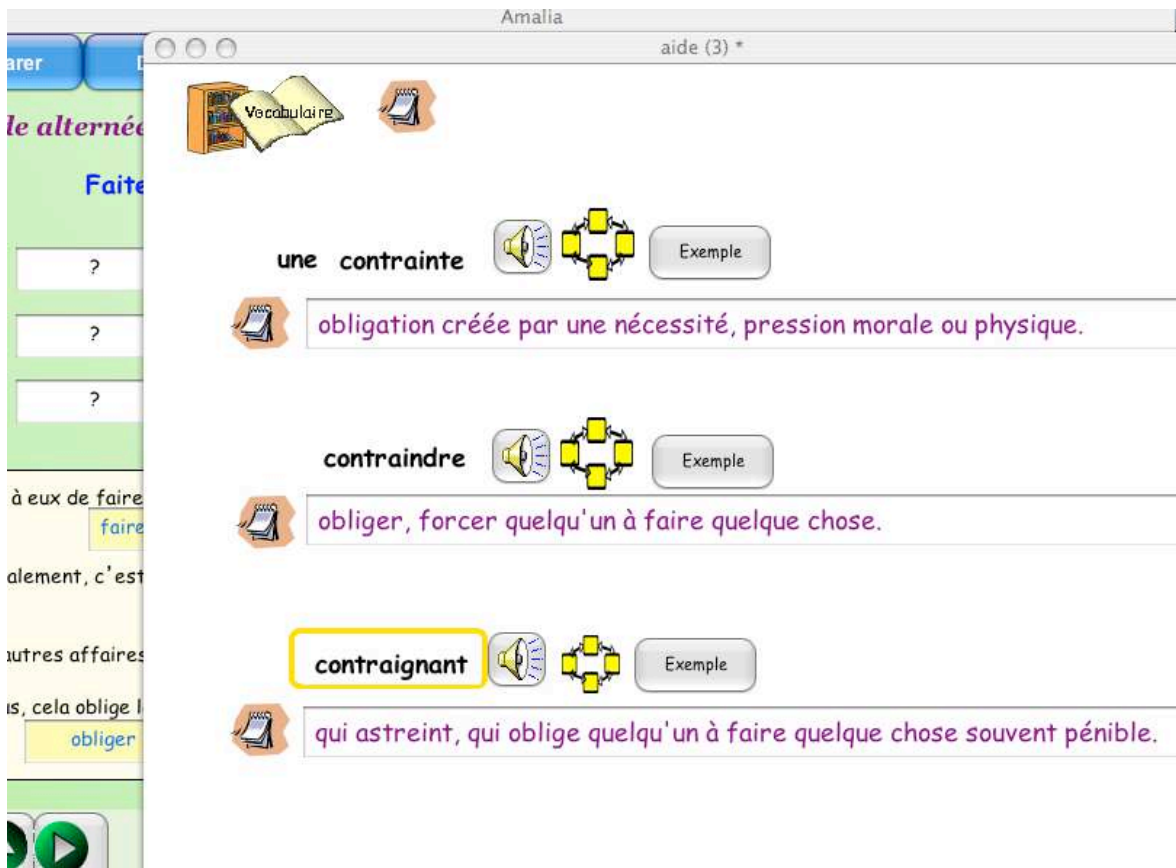 Amalia
aide (3) *
Vocabulaire
le alternée
Faite
?
?
?
à eux de faire
faire
alement, c'est
autres affaires
us, cela oblige
obliger
une contrainte
Exemple
obligation créée par une nécessité, pression morale ou physique.
contraindre
Exemple
obliger, forcer quelqu'un à faire quelque chose.
contraignant
Exemple
qui astreint, qui oblige quelqu'un à faire quelque chose souvent pénible.